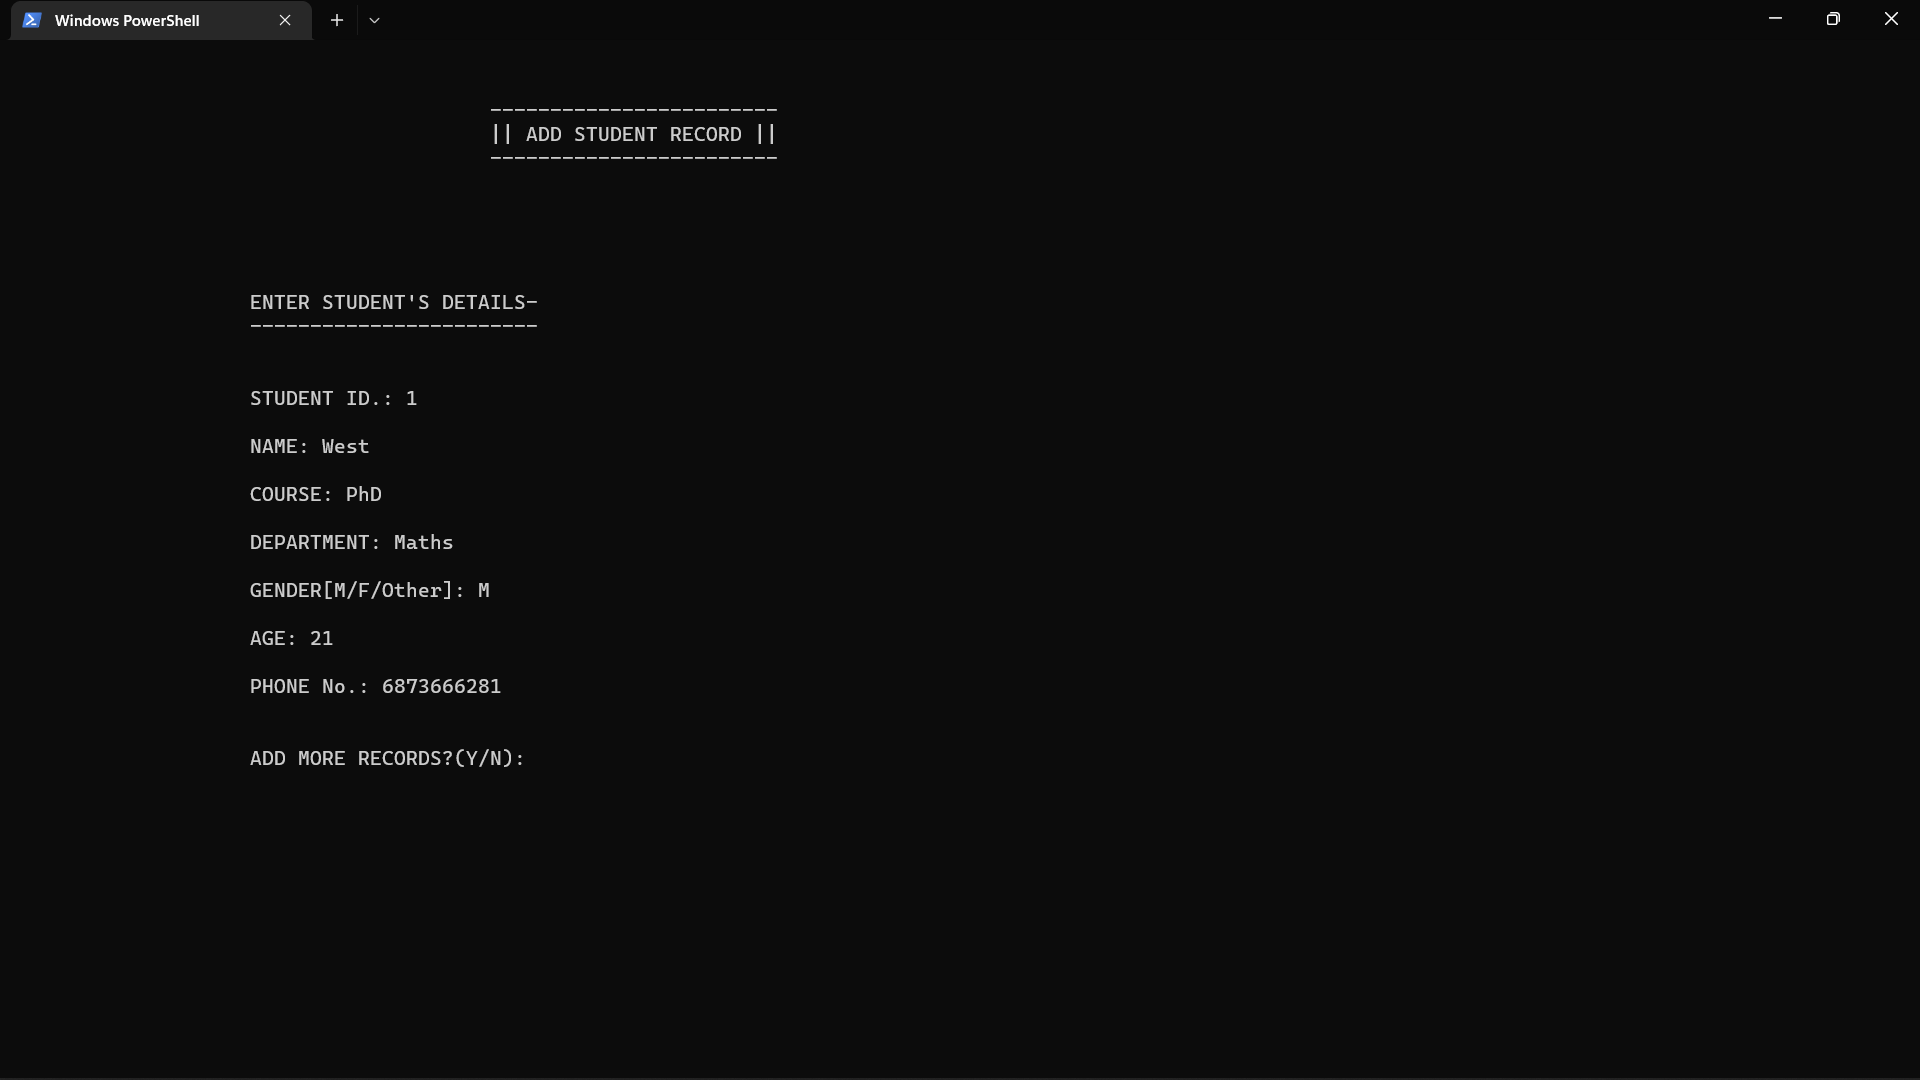 Windows PowerShell
------------------------
|| ADD STUDENT RECORD ||
------------------------
ENTER STUDENT'S DETAILS-
------------------------
STUDENT ID.: 1
NAME: West
COURSE: PhD
DEPARTMENT: Maths
GENDER[M/F/Other]: M
AGE: 21
PHONE No.: 6873666281
ADD MORE RECORDS?(Y/N):